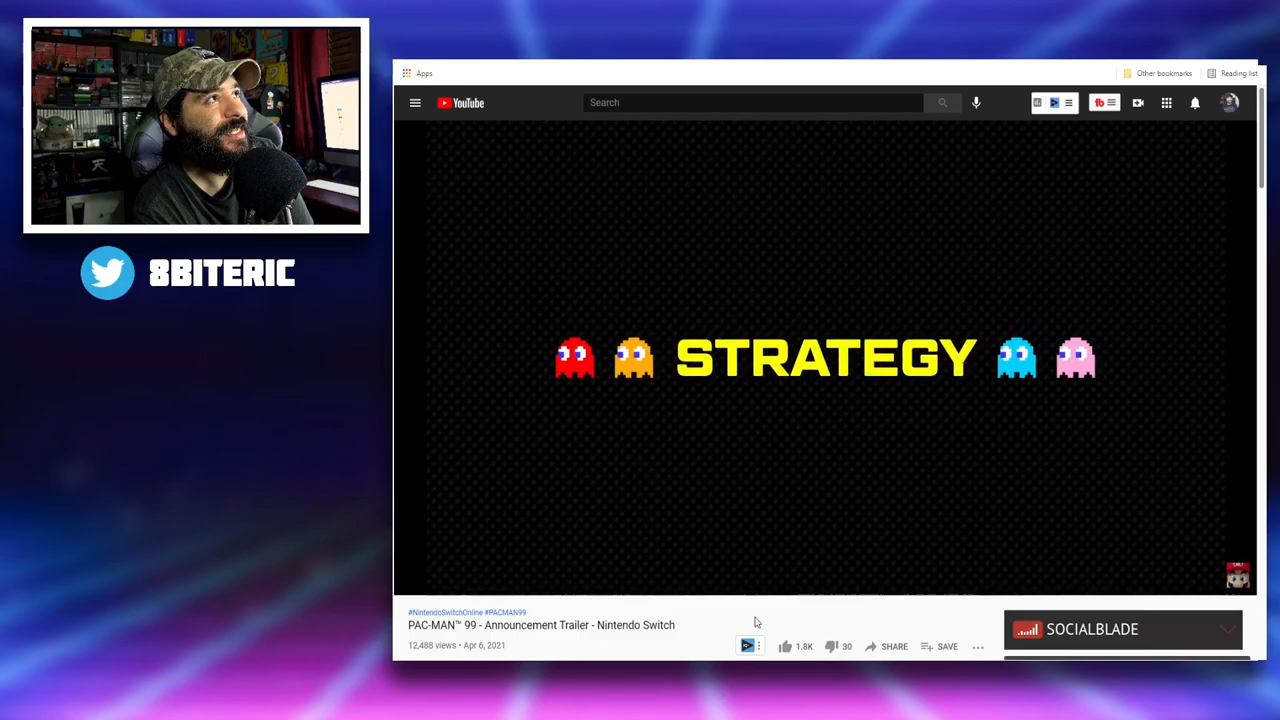 8BITERIC
Apps
Other bookmarks
Reading list
YouTube
Search
STRATEGY
#NintendoSwitchOnline #PACMAN99
PAC-MAN™ 99 - Announcement Trailer - Nintendo Switch
12,488 views • Apr 6, 2021
1.8K
30
SHARE
SAVE
SOCIALBLADE